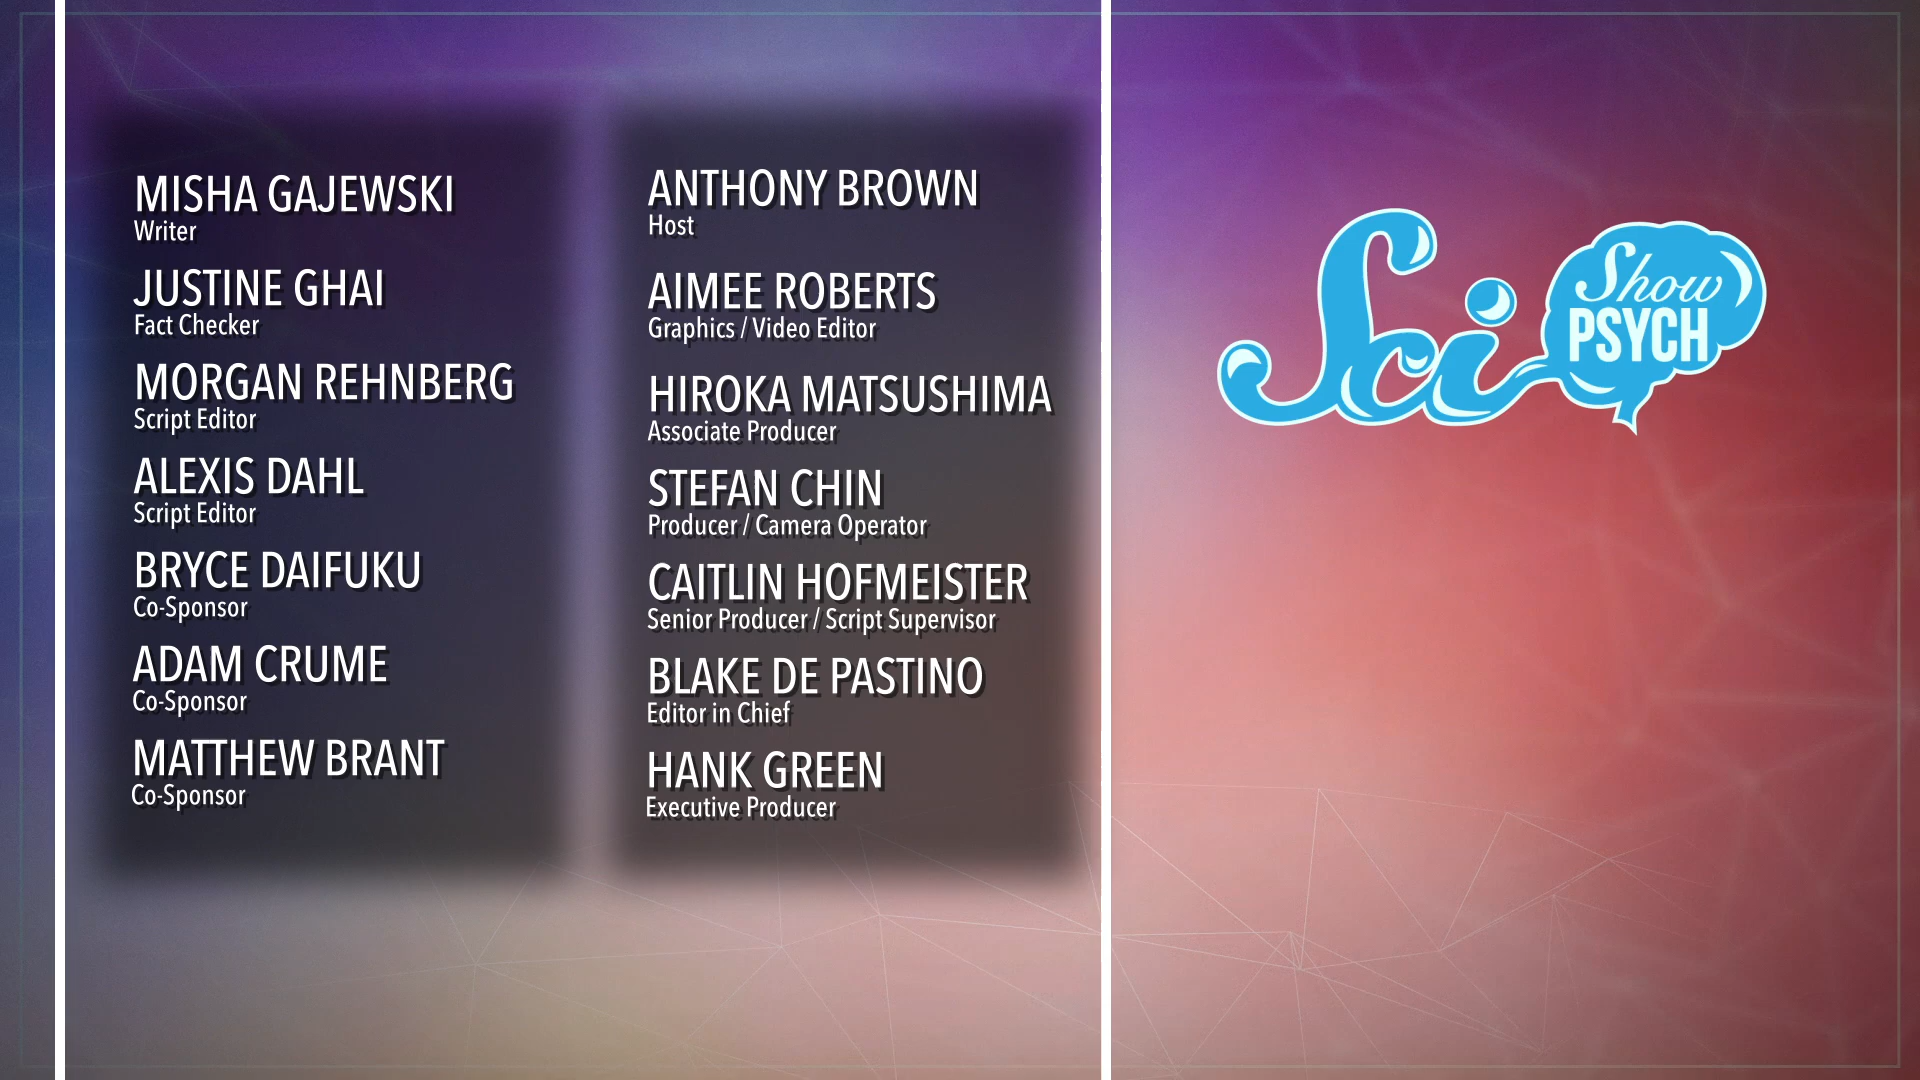 MISHA GAJEWSKI
Writer
JUSTINE GHAI
Fact Checker
MORGAN REHNBERG
Script Editor
ALEXIS DAHL
Script Editor
BRYCE DAIFUKU
Co-Sponsor
ADAM CRUME
Co-Sponsor
MATTHEW BRANT
Co-Sponsor
ANTHONY BROWN
Host
AIMEE ROBERTS
Graphics / Video Editor
HIROKA MATSUSHIMA
Associate Producer
STEFAN CHIN
Producer / Camera Operator
CAITLIN HOFMEISTER
Senior Producer / Script Supervisor
BLAKE DE PASTINO
Editor in Chief
HANK GREEN
Executive Producer
Sci
Show
PSYCH